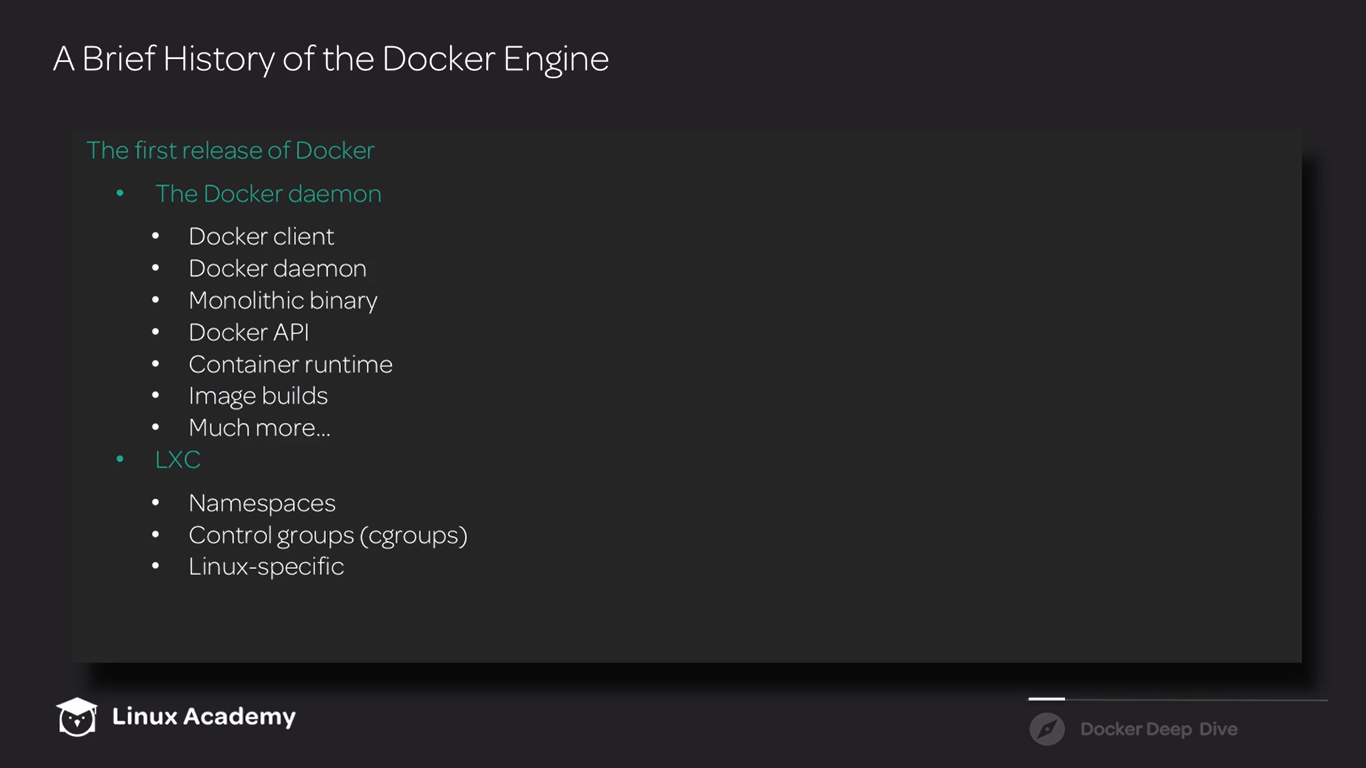 A Brief History of the Docker Engine
The first release of Docker
• The Docker daemon
• Docker client
• Docker daemon
• Monolithic binary
• Docker API
• Container runtime
• Image builds
• Much more...
• LXC
• Namespaces
• Control groups (cgroups)
• Linux-specific
Linux Academy
Docker Deep Dive